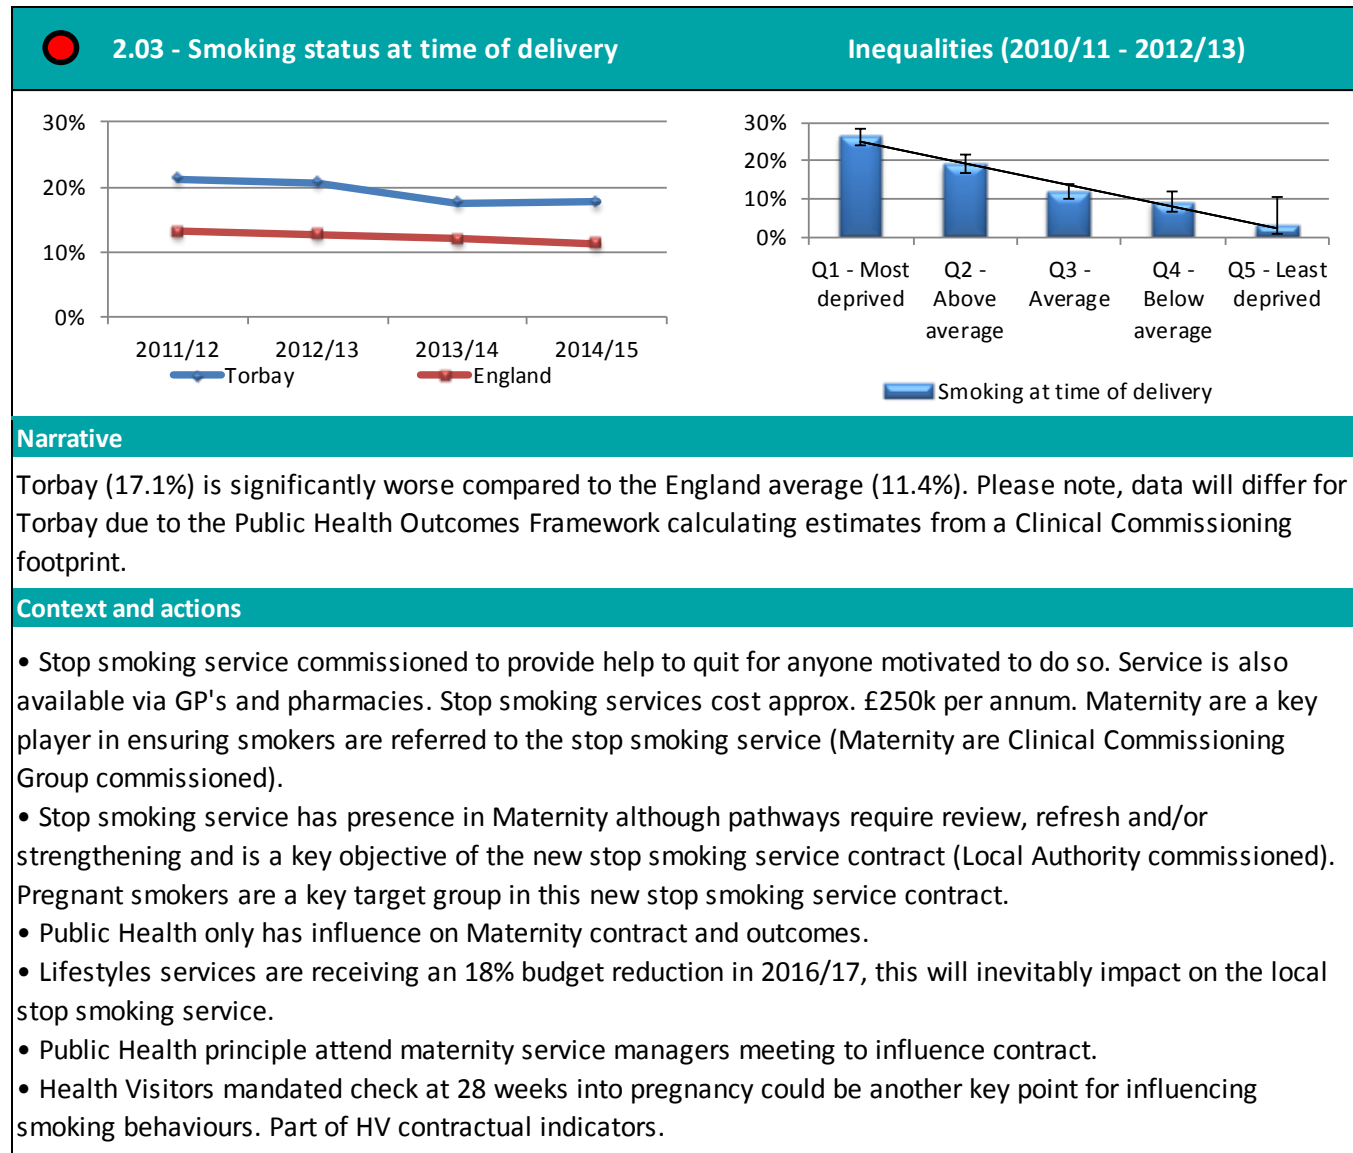 2.03 - Smoking status at time of delivery
Inequalities (2010/11 - 2012/13)
30%
20%
10%
0%
2011/12 2012/13 2013/14 2014/15
Torbay England
30%
20%
10%
0%
Q1 - Most deprived
Q2 - Above average
Q3 - Average
Q4 - Below average
Q5 - Least deprived
Smoking at time of delivery
Narrative
Torbay (17.1%) is significantly worse compared to the England average (11.4%). Please note, data will differ for
Torbay due to the Public Health Outcomes Framework calculating estimates from a Clinical Commissioning
footprint.
Context and actions
• Stop smoking service commissioned to provide help to quit for anyone motivated to do so. Service is also
available via GP's and pharmacies. Stop smoking services cost approx. £250k per annum. Maternity are a key
player in ensuring smokers are referred to the stop smoking service (Maternity are Clinical Commissioning
Group commissioned).
• Stop smoking service has presence in Maternity although pathways require review, refresh and/or
strengthening and is a key objective of the new stop smoking service contract (Local Authority commissioned).
Pregnant smokers are a key target group in this new stop smoking service contract.
• Public Health only has influence on Maternity contract and outcomes.
• Lifestyles services are receiving an 18% budget reduction in 2016/17, this will inevitably impact on the local
stop smoking service.
• Public Health principle attend maternity service managers meeting to influence contract.
• Health Visitors mandated check at 28 weeks into pregnancy could be another key point for influencing
smoking behaviours. Part of HV contractual indicators.